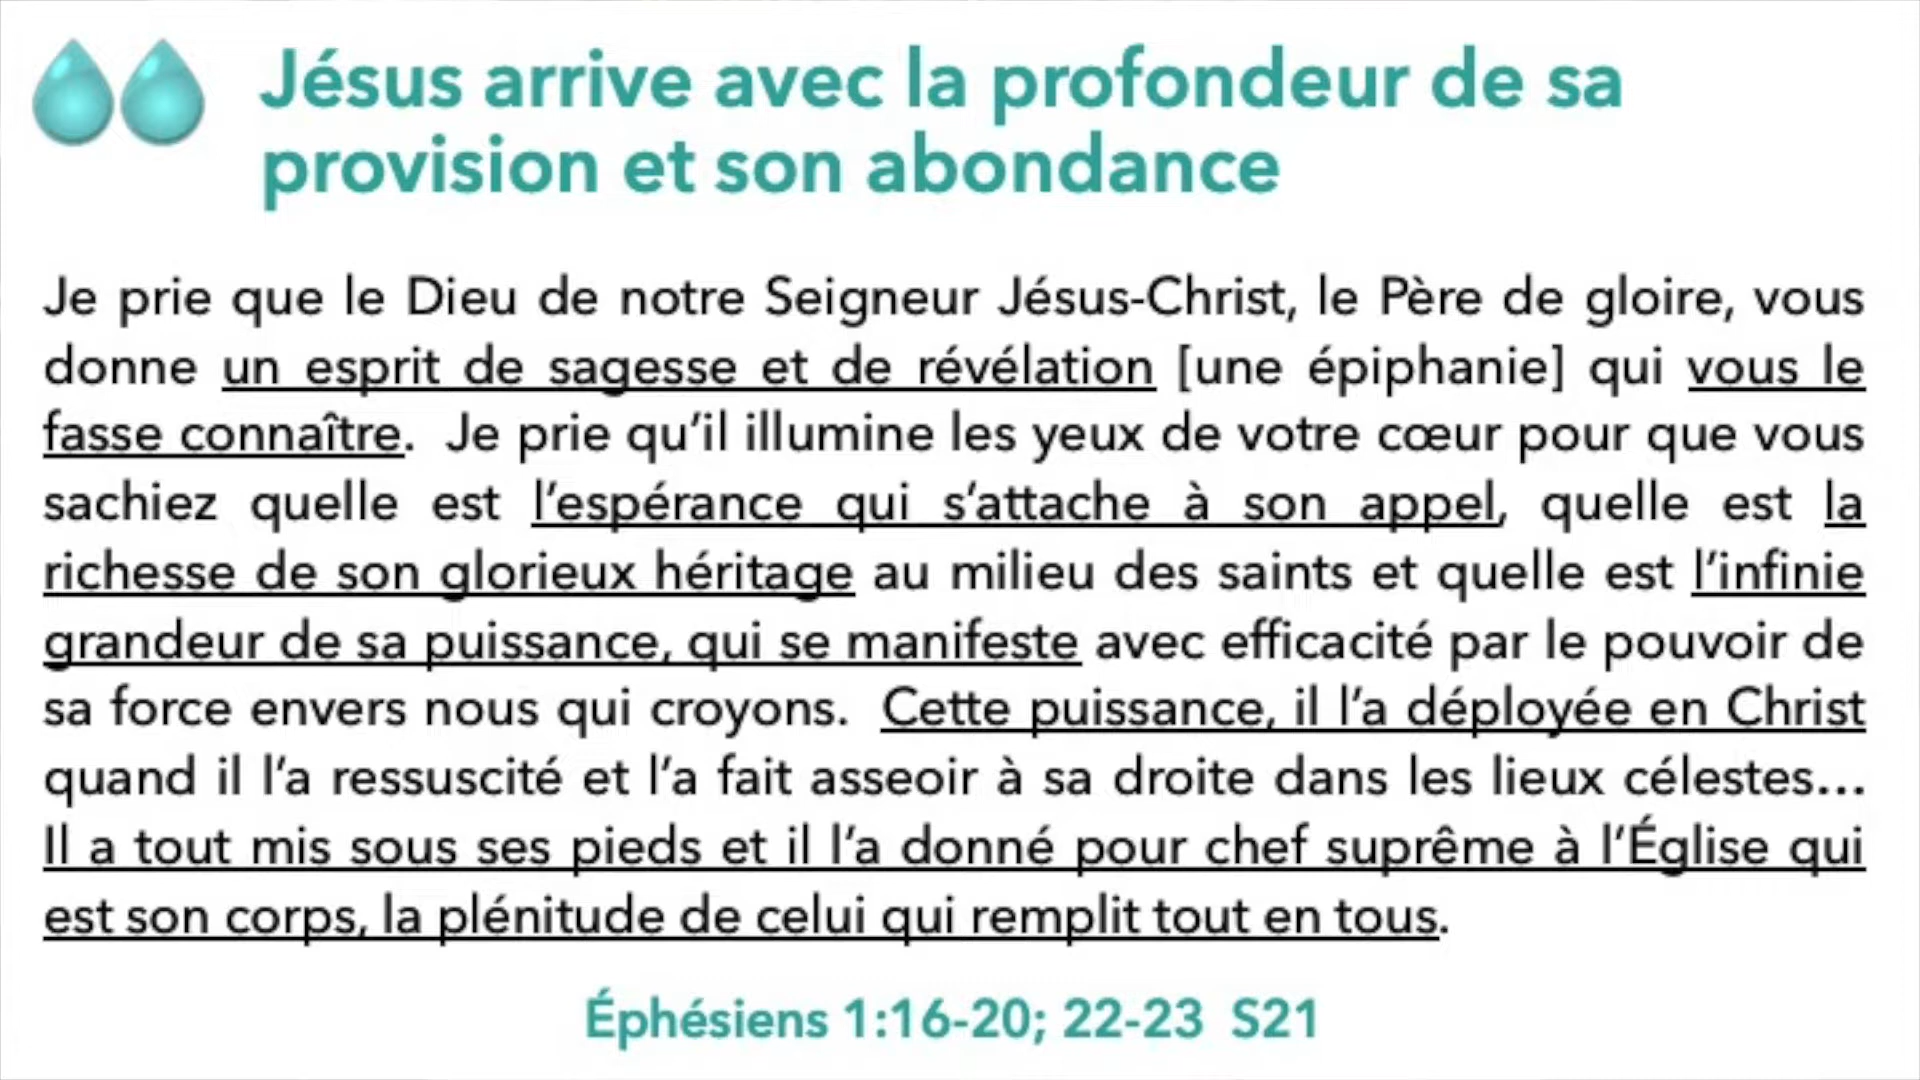 Jésus arrive avec la profondeur de sa
provision et son abondance
Je prie que le Dieu de notre Seigneur Jésus-Christ, le Père de gloire, vous
donne un esprit de sagesse et de révélation [une épiphanie] qui vous le
fasse connaître. Je prie qu’il illumine les yeux de votre cœur pour que vous
sachiez quelle est l’espérance qui s’attache à son appel, quelle est la
richesse de son glorieux héritage au milieu des saints et quelle est l’infinie
grandeur de sa puissance, qui se manifeste avec efficacité par le pouvoir de
sa force envers nous qui croyons. Cette puissance, il l’a déployée en Christ
quand il l’a ressuscité et l’a fait asseoir à sa droite dans les lieux célestes…
Il a tout mis sous ses pieds et il l’a donné pour chef suprême à l’Église qui
est son corps, la plénitude de celui qui remplit tout en tous.
Éphésiens 1:16-20; 22-23 S21